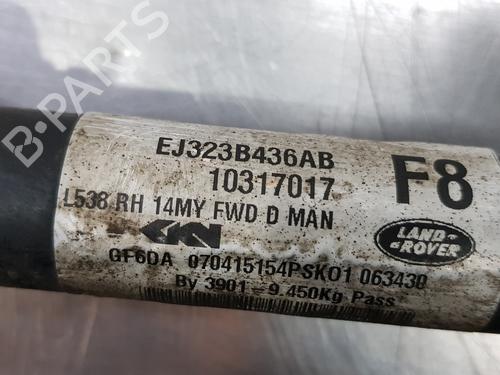 EJ323B436AB
10317017
F8
L538 RH 14MY FWD D MAN
GKN
LAND
ROVER
GF6DA 070415154PSK01 063430
By 3901 - 9.450Kg Pass
B-Parts